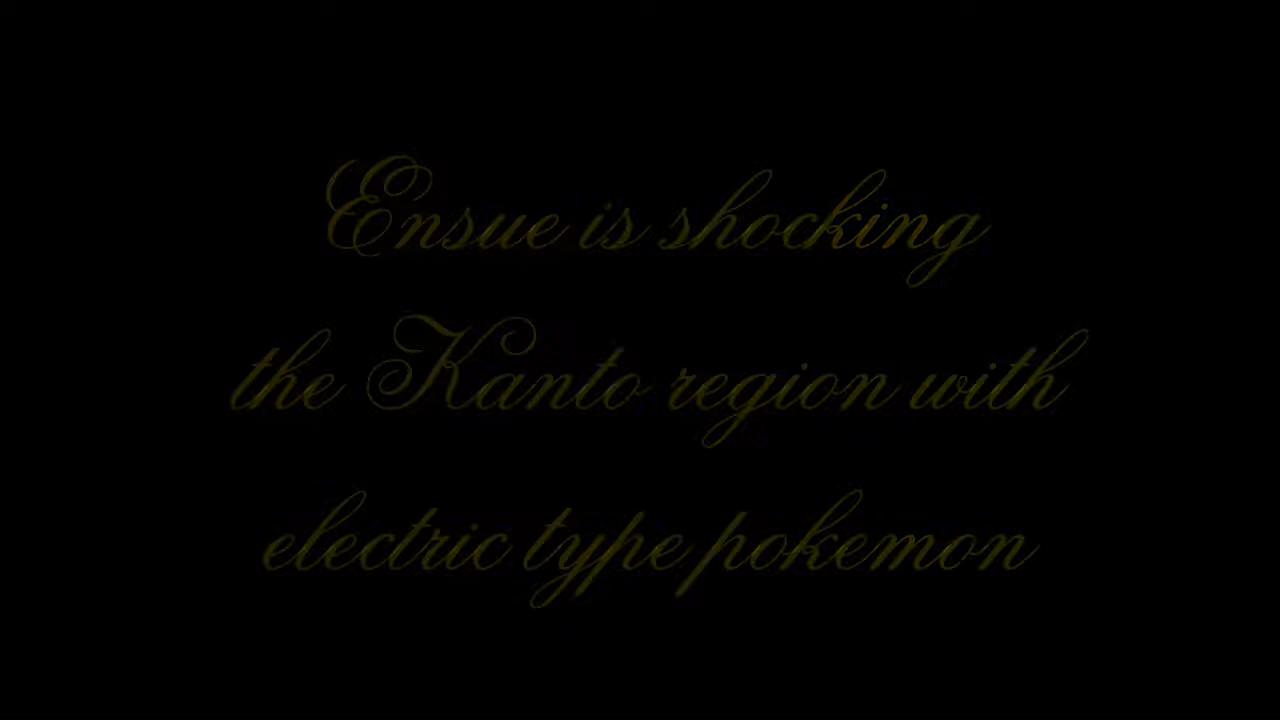 Ensue is shocking
the Kanto region with
electric type pokemon